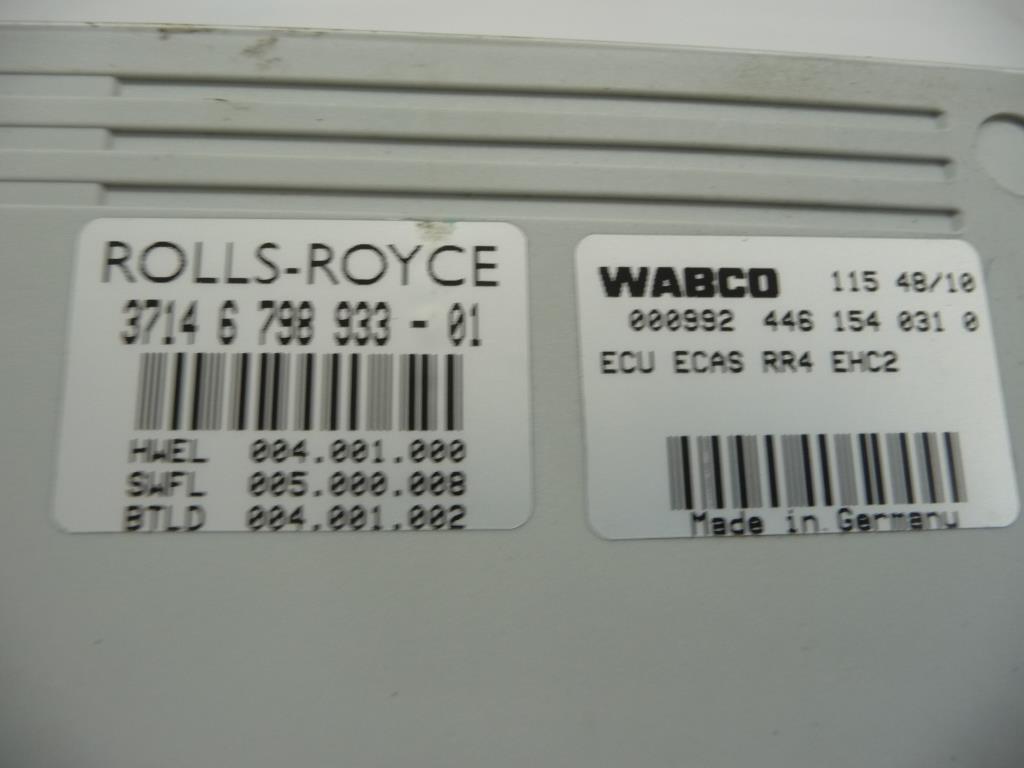 ROLLS-ROYCE
3714 6 798 933 - 01
HWEL 004.001.000
SWFL 005.000.008
BTLD 004.001.002
WABCO 115 48/10
000992 446 154 031 0
ECU ECAS RR4 EHC2
Made in Germany